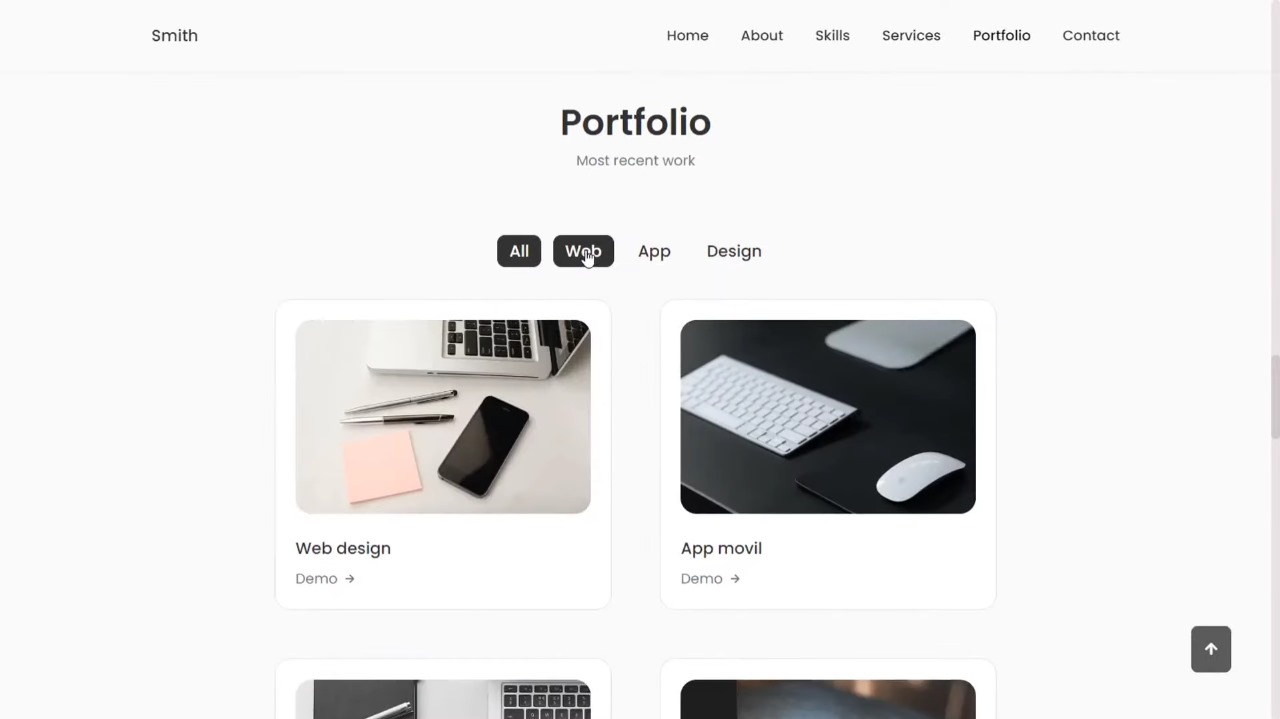 Smith Home About Skills Services Portfolio Contact
Portfolio
Most recent work
All Web App Design
Web design App movil
Demo → Demo →